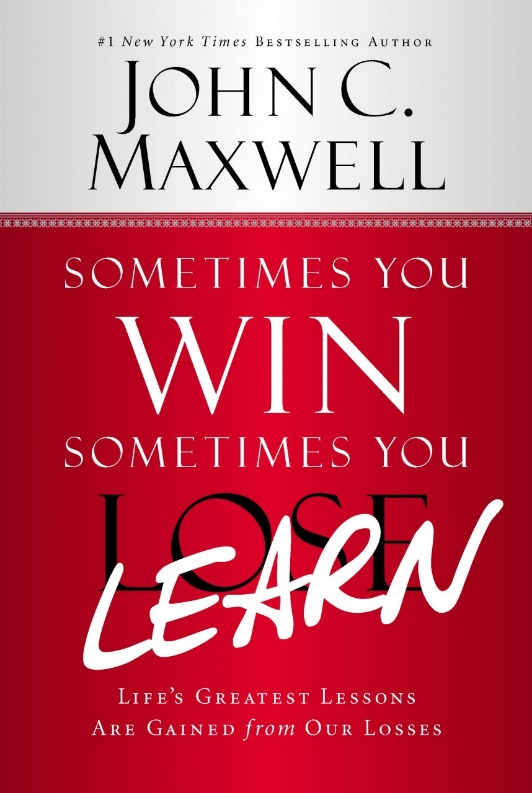 #1 New York Times BESTSELLING AUTHOR
JOHN C.
MAXWELL
SOMETIMES YOU
WIN
SOMETIMES YOU
LOSE
LEARN
LIFE'S GREATEST LESSONS
ARE GAINED from OUR LOSSES